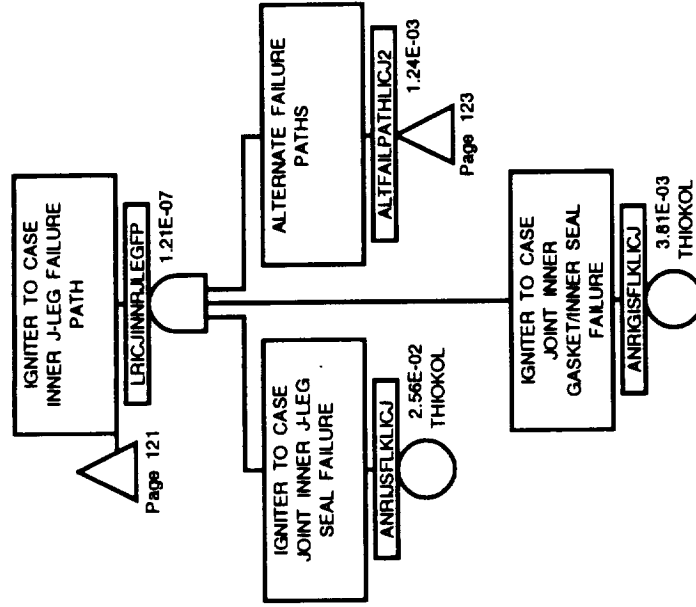 IGNITER TO CASE
INNER J-LEG FAILURE
PATH
LRICJINNRJLEGFP
1.21E-07
Page 121
IGNITER TO CASE
JOINT INNER J-LEG
SEAL FAILURE
ANRIJSFLKLICJ
2.56E-02
THIOKOL
ALTERNATE FAILURE
PATHS
ALTFAILPATHLICJ2
1.24E-03
Page 123
IGNITER TO CASE
JOINT INNER
GASKET/INNER SEAL
FAILURE
ANRIGISFLKLICJ
3.81E-03
THIOKOL